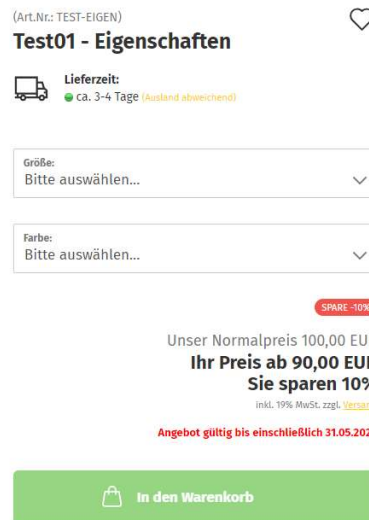 (Art.Nr.: TEST-EIGEN)
Test01 - Eigenschaften
Lieferzeit:
ca. 3-4 Tage (Ausland abweichend)
Größe:
Bitte auswählen...
Farbe:
Bitte auswählen...
SPARE -10%
Unser Normalpreis 100,00
Ihr Preis ab 90,00
Sie sparen 10%
inkl. 19% MwSt. zzgl.
Angebot gültig bis einschließlich
In den Warenkorb